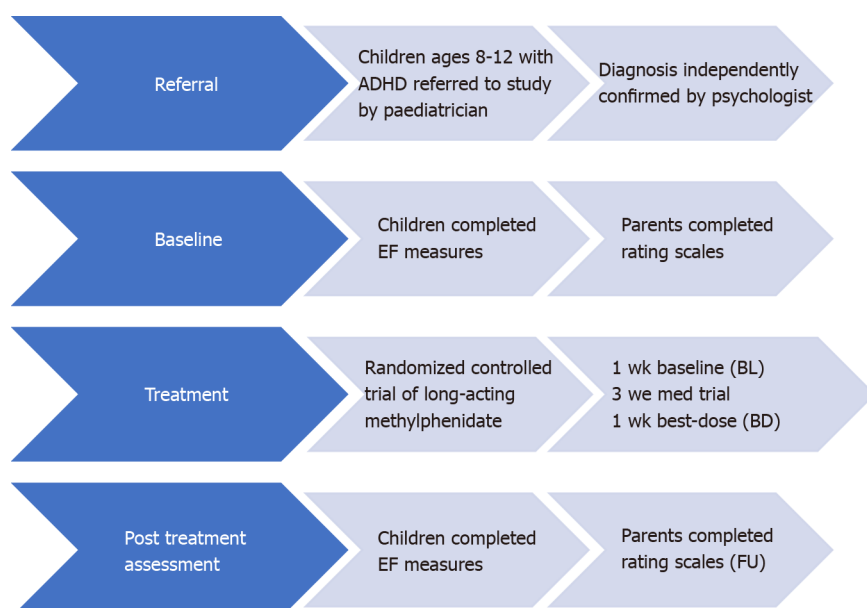 Referral
Children ages 8-12 with
ADHD referred to study
by paediatrician
Diagnosis independently
confirmed by psychologist
Baseline
Children completed
EF measures
Parents completed
rating scales
Treatment
Randomized controlled
trial of long-acting
methylphenidate
1 wk baseline (BL)
3 we med trial
1 wk best-dose (BD)
Post treatment
assessment
Children completed
EF measures
Parents completed
rating scales (FU)